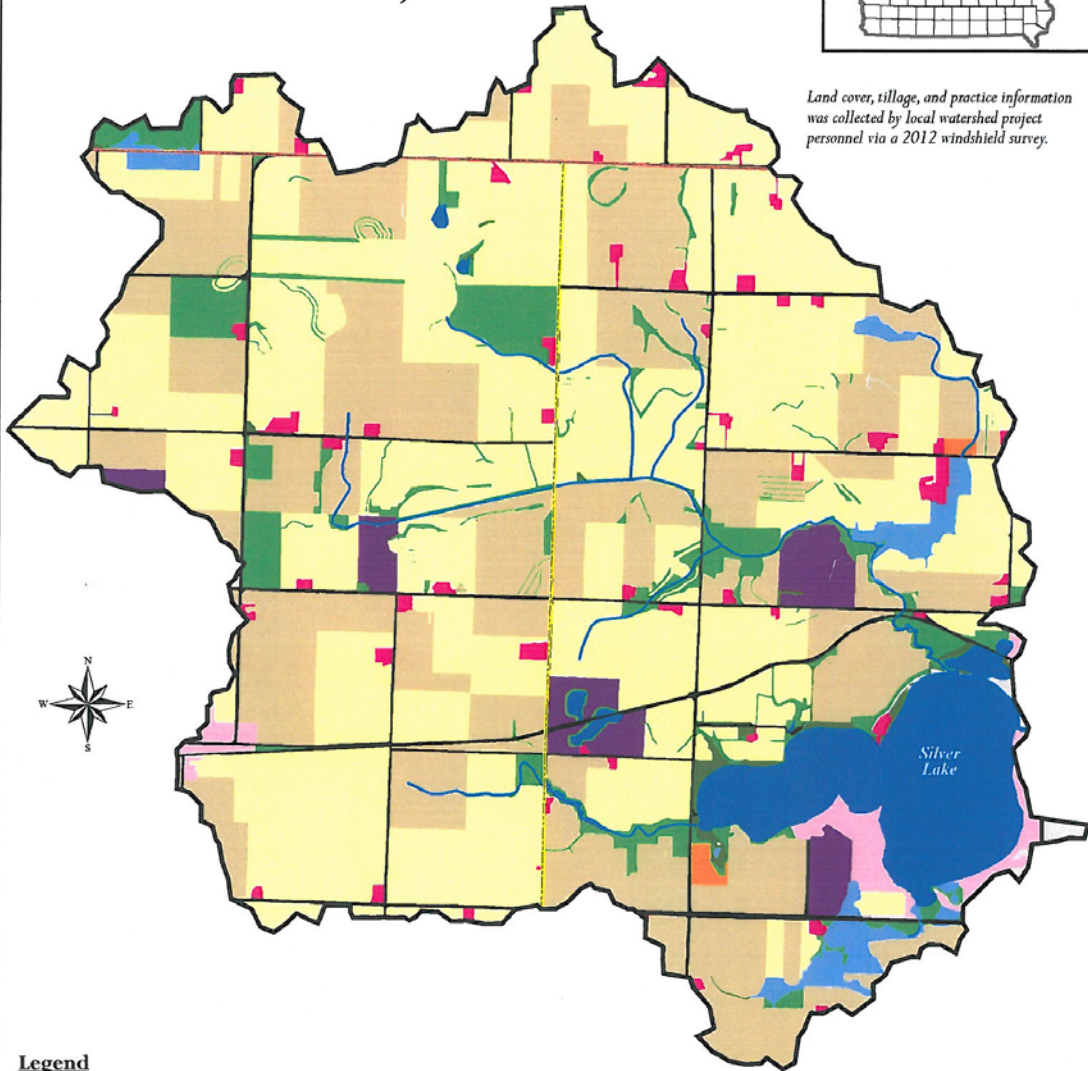 Land cover, tillage, and practice information
was collected by local watershed project
personnel via a 2012 windshield survey.
N
W
E
S
Silver
Lake
Legend